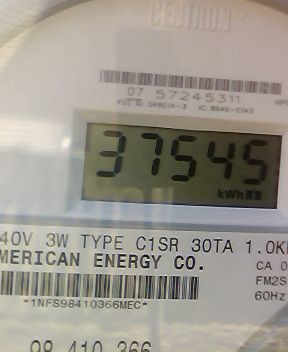 CENTRON®
07 57245311
37545
kWh
40V 3W TYPE C1SR 30TA 1.0K
MERICAN ENERGY CO.
CA 0
FM2S
*1NFS98410366MEC*
60Hz
98 410 366